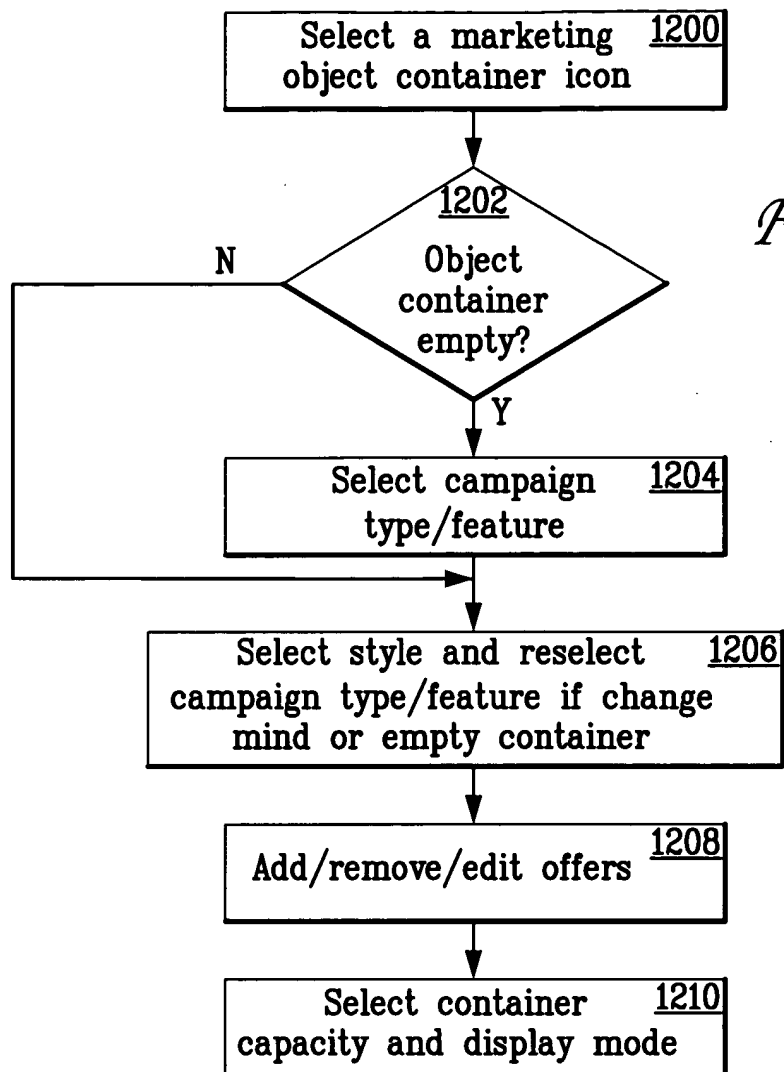 Select a marketing 1200
object container icon
1202
Object
container
empty?
N
Y
Select campaign 1204
type/feature
Select style and reselect 1206
campaign type/feature if change
mind or empty container
1208
Add/remove/edit offers
Select container 1210
capacity and display mode